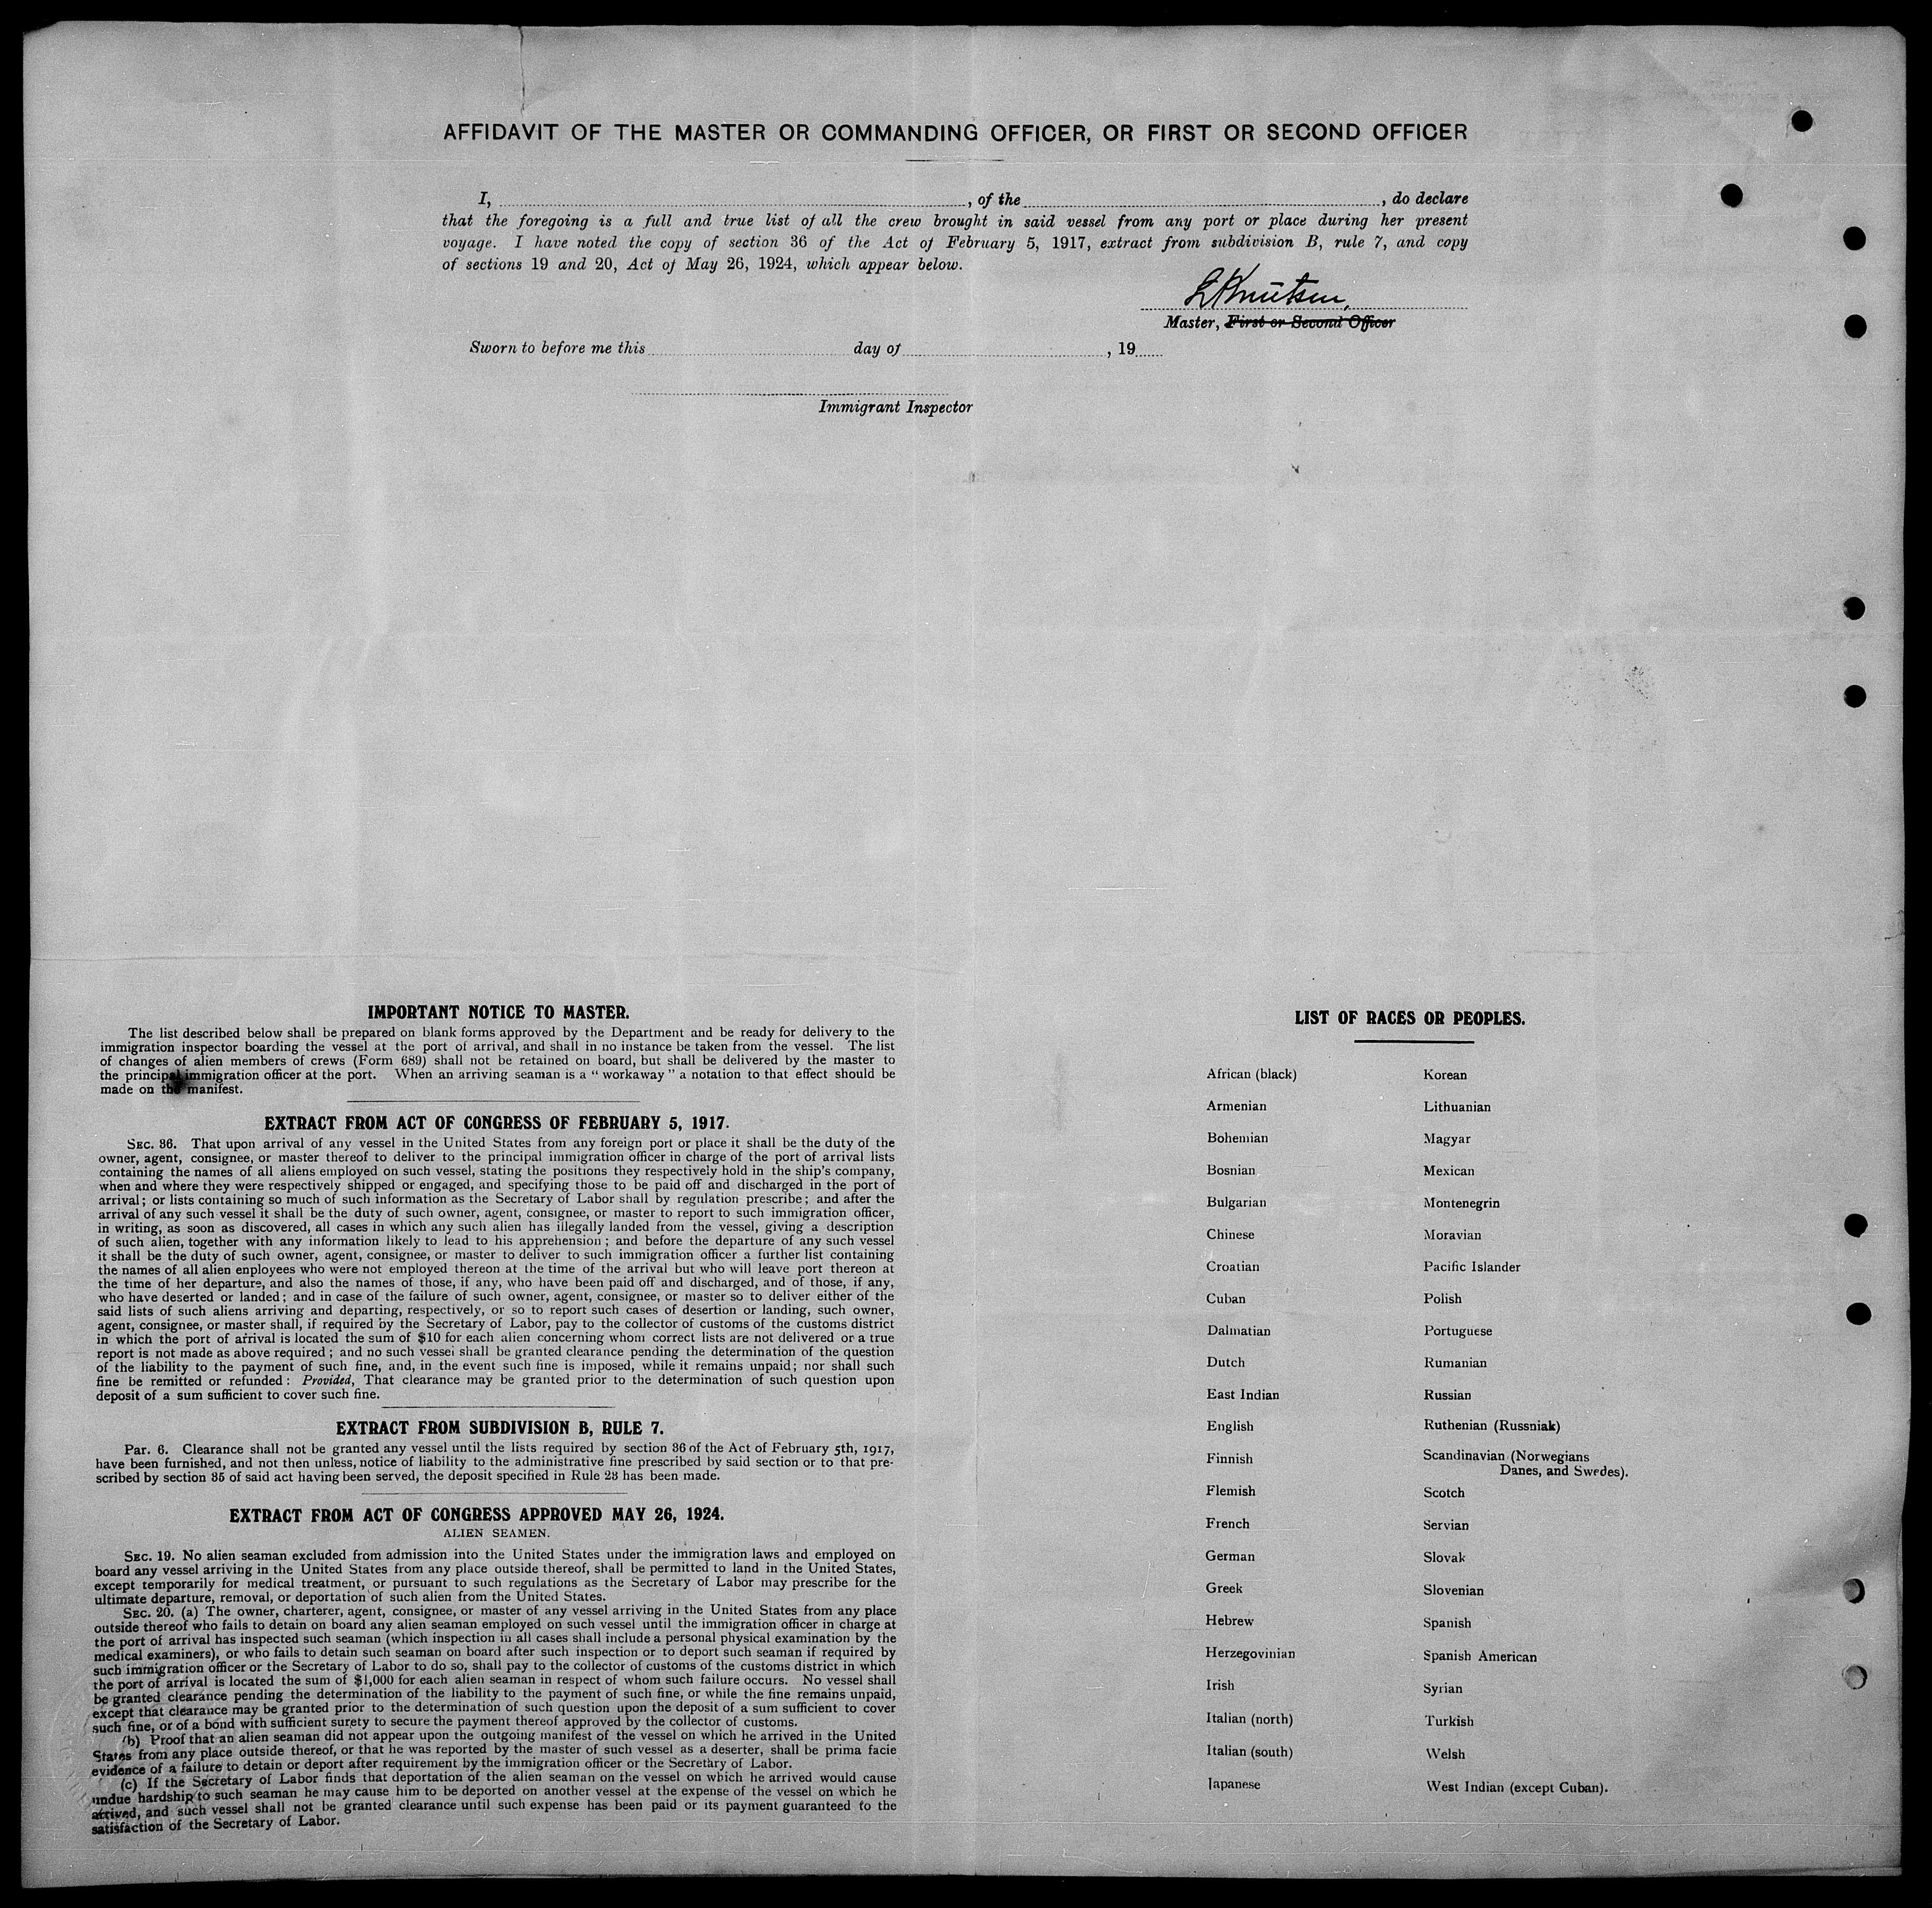 AFFIDAVIT OF THE MASTER OR COMMANDING OFFICER, OR FIRST OR SECOND OFFICER
I, , of the , do declare
that the foregoing is a full and true list of all the crew brought in said vessel from any port or place during her present
voyage. I have noted the copy of section 36 of the Act of February 5, 1917, extract from subdivision B, rule 7, and copy
of sections 19 and 20, Act of May 26, 1924, which appear below.
L Knutsen
Master, First or Second Officer
Sworn to before me this day of , 19
Immigrant Inspector
IMPORTANT NOTICE TO MASTER.
The list described below shall be prepared on blank forms approved by the Department and be ready for delivery to the
immigration inspector boarding the vessel at the port of arrival, and shall in no instance be taken from the vessel. The list
of changes of alien members of crews (Form 689) shall not be retained on board, but shall be delivered by the master to
the principal immigration officer at the port. When an arriving seaman is a " workaway " a notation to that effect should be
made on the manifest.
EXTRACT FROM ACT OF CONGRESS OF FEBRUARY 5, 1917.
SEC. 36. That upon arrival of any vessel in the United States from any foreign port or place it shall be the duty of the
owner, agent, consignee, or master thereof to deliver to the principal immigration officer in charge of the port of arrival lists
containing the names of all aliens employed on such vessel, stating the positions they respectively hold in the ship's company,
when and where they were respectively shipped or engaged, and specifying those to be paid off and discharged in the port of
arrival; or lists containing so much of such information as the Secretary of Labor shall by regulation prescribe; and after the
arrival of any such vessel it shall be the duty of such owner, agent, consignee, or master to report to such immigration officer,
in writing, as soon as discovered, all cases in which any such alien has illegally landed from the vessel, giving a description
of such alien, together with any information likely to lead to his apprehension; and before the departure of any such vessel
it shall be the duty of such owner, agent, consignee, or master to deliver to such immigration officer a further list containing
the names of all alien enployees who were not employed thereon at the time of the arrival but who will leave port thereon at
the time of her departure, and also the names of those, if any, who have been paid off and discharged, and of those, if any,
who have deserted or landed; and in case of the failure of such owner, agent, consignee, or master so to deliver either of the
said lists of such aliens arriving and departing, respectively, or so to report such cases of desertion or landing, such owner,
agent, consignee, or master shall, if required by the Secretary of Labor, pay to the collector of customs of the customs district
in which the port of arrival is located the sum of $10 for each alien concerning whom correct lists are not delivered or a true
report is not made as above required; and no such vessel shall be granted clearance pending the determination of the question
of the liability to the payment of such fine, and, in the event such fine is imposed, while it remains unpaid; nor shall such
fine be remitted or refunded: Provided, That clearance may be granted prior to the determination of such question upon
deposit of a sum sufficient to cover such fine.
EXTRACT FROM SUBDIVISION B, RULE 7.
Par. 6. Clearance shall not be granted any vessel until the lists required by section 36 of the Act of February 5th, 1917,
have been furnished, and not then unless, notice of liability to the administrative fine prescribed by said section or to that pre-
scribed by section 35 of said act having been served, the deposit specified in Rule 28 has been made.
EXTRACT FROM ACT OF CONGRESS APPROVED MAY 26, 1924.
ALIEN SEAMEN.
SEC. 19. No alien seaman excluded from admission into the United States under the immigration laws and employed on
board any vessel arriving in the United States from any place outside thereof, shall be permitted to land in the United States,
except temporarily for medical treatment, or pursuant to such regulations as the Secretary of Labor may prescribe for the
ultimate departure, removal, or deportation of such alien from the United States.
SEC. 20. (a) The owner, charterer, agent, consignee, or master of any vessel arriving in the United States from any place
outside thereof who fails to detain on board any alien seaman employed on such vessel until the immigration officer in charge at
the port of arrival has inspected such seaman (which inspection in all cases shall include a personal physical examination by the
medical examiners), or who fails to detain such seaman on board after such inspection or to deport such seaman if required by
such immigration officer or the Secretary of Labor to do so, shall pay to the collector of customs of the customs district in which
the port of arrival is located the sum of $1,000 for each alien seaman in respect of whom such failure occurs. No vessel shall
be granted clearance pending the determination of the liability to the payment of such fine, or while the fine remains unpaid,
except that clearance may be granted prior to the determination of such question upon the deposit of a sum sufficient to cover
such fine, or of a bond with sufficient surety to secure the payment thereof approved by the collector of customs.
(b) Proof that an alien seaman did not appear upon the outgoing manifest of the vessel on which he arrived in the United
States from any place outside thereof, or that he was reported by the master of such vessel as a deserter, shall be prima facie
evidence of a failure to detain or deport after requirement by the immigration officer or the Secretary of Labor.
(c) If the Secretary of Labor finds that deportation of the alien seaman on the vessel on which he arrived would cause
undue hardship to such seaman he may cause him to be deported on another vessel at the expense of the vessel on which he
arrived, and such vessel shall not be granted clearance until such expense has been paid or its payment guaranteed to the
satisfaction of the Secretary of Labor.
LIST OF RACES OR PEOPLES.
African (black)
Armenian
Bohemian
Bosnian
Bulgarian
Chinese
Croatian
Cuban
Dalmatian
Dutch
East Indian
English
Finnish
Flemish
French
German
Greek
Hebrew
Herzegovinian
Irish
Italian (north)
Italian (south)
Japanese
Korean
Lithuanian
Magyar
Mexican
Montenegrin
Moravian
Pacific Islander
Polish
Portuguese
Rumanian
Russian
Ruthenian (Russniak)
Scandinavian (Norwegians
Danes, and Swedes).
Scotch
Servian
Slovak
Slovenian
Spanish
Spanish American
Syrian
Turkish
Welsh
West Indian (except Cuban).